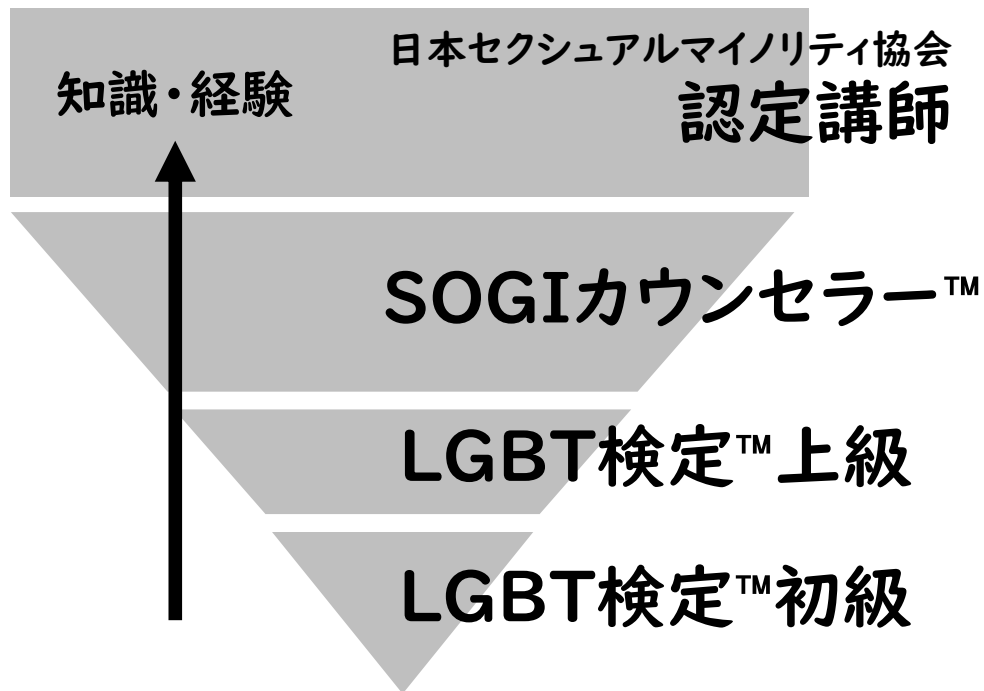 日本セクシュアルマイノリティ協会
認定講師
知識・経験
SOGIカウンセラー™
LGBT検定™上級
LGBT検定™初級